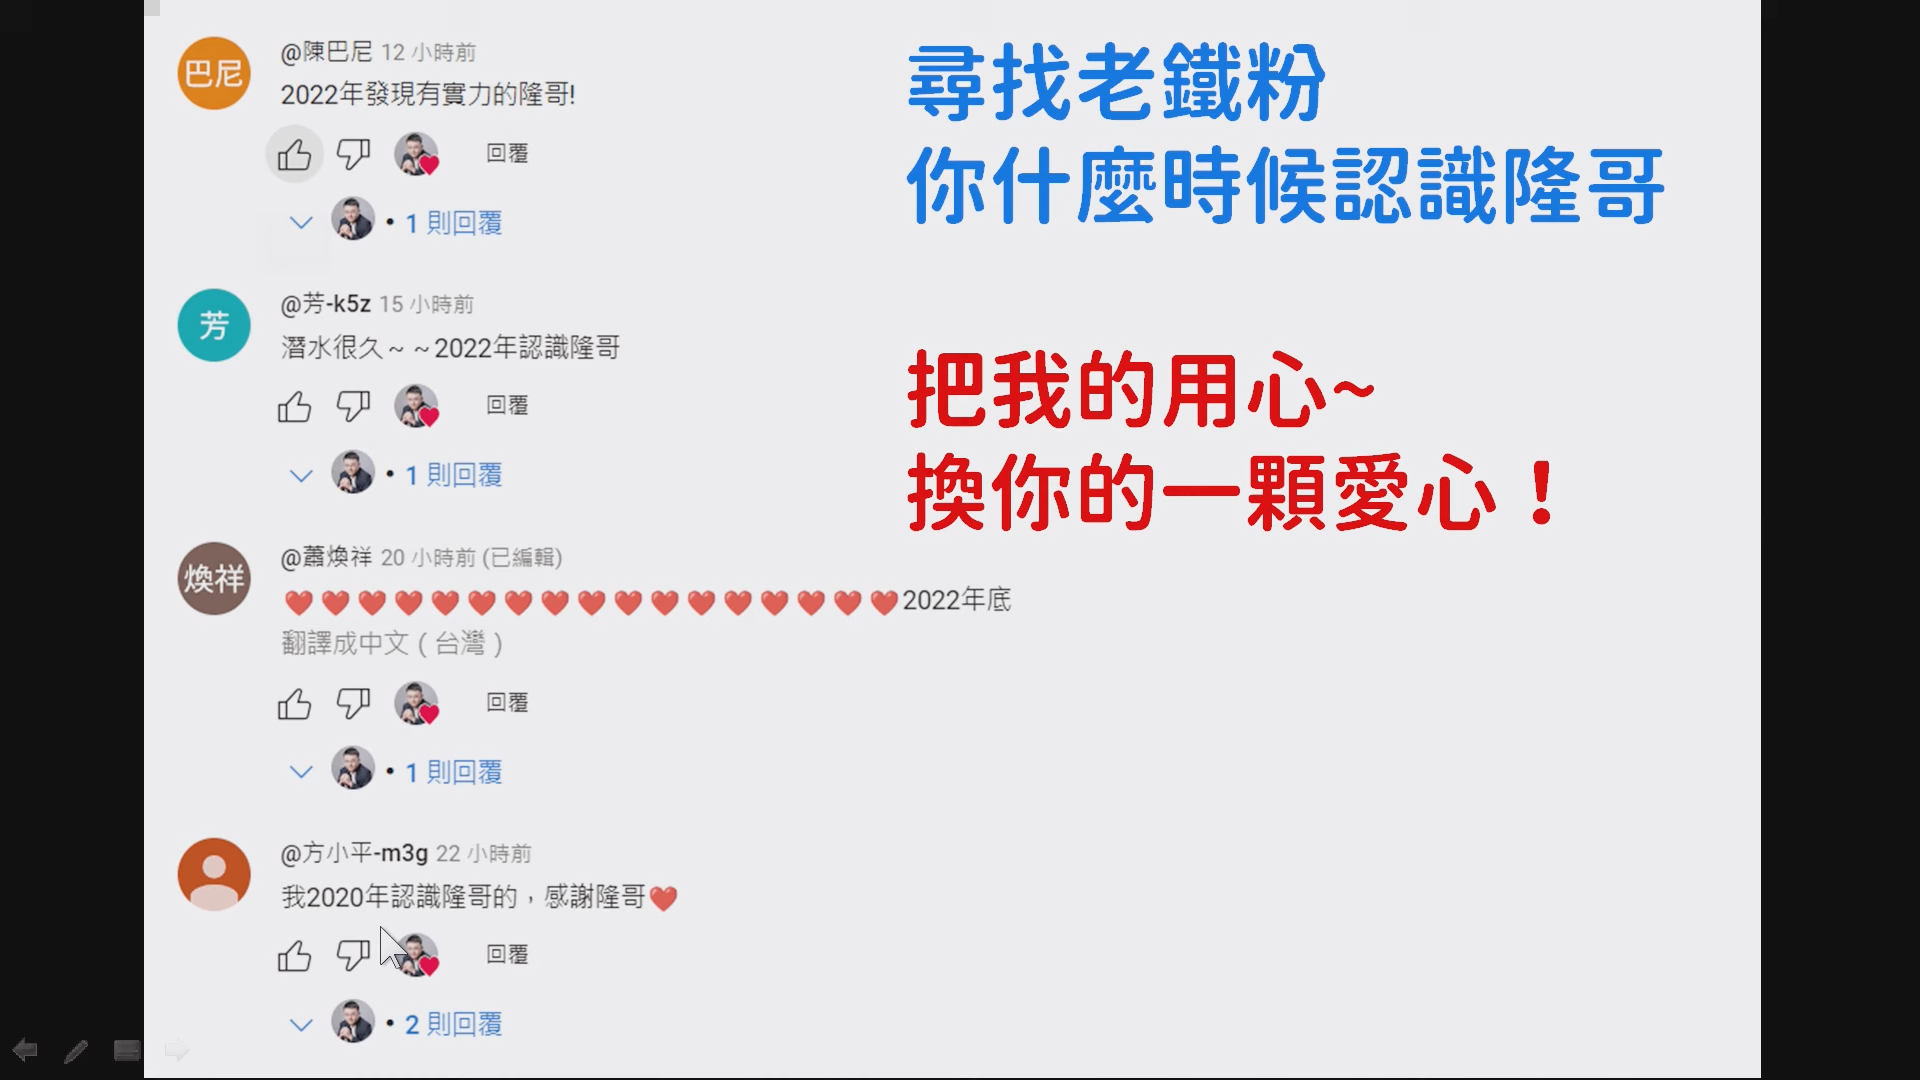 巴尼
@陳巴尼 12 小時前
2022年發現有實力的隆哥!
回覆
• 1 則回覆
芳
@芳-k5z 15 小時前
潛水很久~~2022年認識隆哥
回覆
• 1 則回覆
煥祥
@蕭煥祥 20 小時前 (已編輯)
❤️❤️❤️❤️❤️❤️❤️❤️❤️❤️❤️❤️❤️❤️❤️❤️❤️2022年底
翻譯成中文 ( 台灣 )
回覆
• 1 則回覆
@方小平-m3g 22 小時前
我2020年認識隆哥的，感謝隆哥❤️
回覆
• 2 則回覆
尋找老鐵粉
你什麼時候認識隆哥
把我的用心~
換你的一顆愛心！